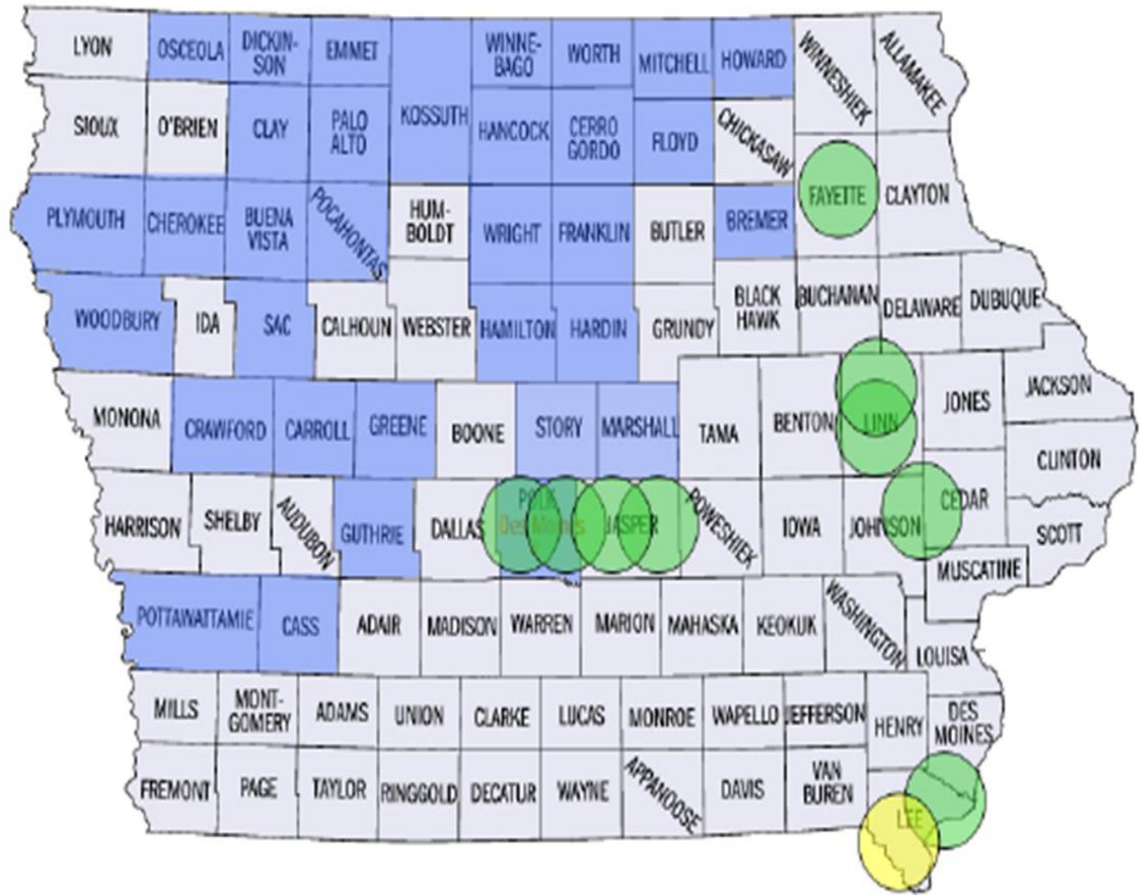 LYON
OSCEOLA
DICKIN-
SON
EMMET
KOSSUTH
WINNE-
BAGO
WORTH
MITCHELL
HOWARD
WINNESHIEK
ALLAMAKEE
SIOUX
O'BRIEN
CLAY
PALO
ALTO
HANCOCK
CERRO
GORDO
FLOYD
CHICKASAW
FAYETTE
CLAYTON
PLYMOUTH
CHEROKEE
BUENA
VISTA
POCAHONTAS
HUM-
BOLDT
WRIGHT
FRANKLIN
BUTLER
BREMER
WOODBURY
IDA
SAC
CALHOUN
WEBSTER
HAMILTON
HARDIN
GRUNDY
BLACK
HAWK
BUCHANAN
DELAWARE
DUBUQUE
MONONA
CRAWFORD
CARROLL
GREENE
BOONE
STORY
MARSHALL
TAMA
BENTON
LINN
JONES
JACKSON
CLINTON
HARRISON
SHELBY
AUDUBON
GUTHRIE
DALLAS
POLK
Des Moines
JASPER
POWESHIEK
IOWA
JOHNSON
CEDAR
SCOTT
MUSCATINE
POTTAWATTAMIE
CASS
ADAIR
MADISON
WARREN
MARION
MAHASKA
KEOKUK
WASHINGTON
LOUISA
MILLS
MONT-
GOMERY
ADAMS
UNION
CLARKE
LUCAS
MONROE
WAPELLO
JEFFERSON
HENRY
DES
MOINES
FREMONT
PAGE
TAYLOR
RINGGOLD
DECATUR
WAYNE
APPANOOSE
DAVIS
VAN
BUREN
LEE